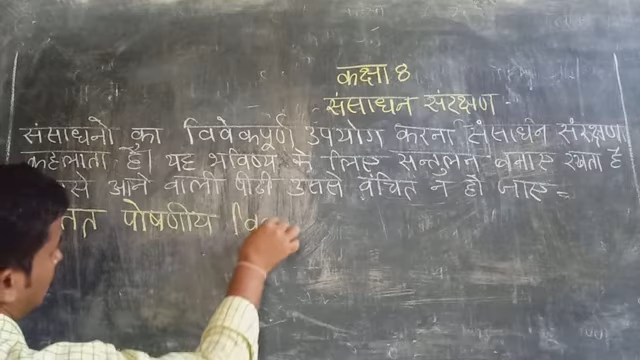 कक्षा 8
संसाधन संरक्षण -
संसाधनो का विवेकपूर्ण उपयोग करना संसाधन संरक्षण
कहलाता है। यह भविष्य के लिए सन्तुलन बनाए रखता है
आने वाली पीढी उससे वंचित न हो जाए =
पोषणीय